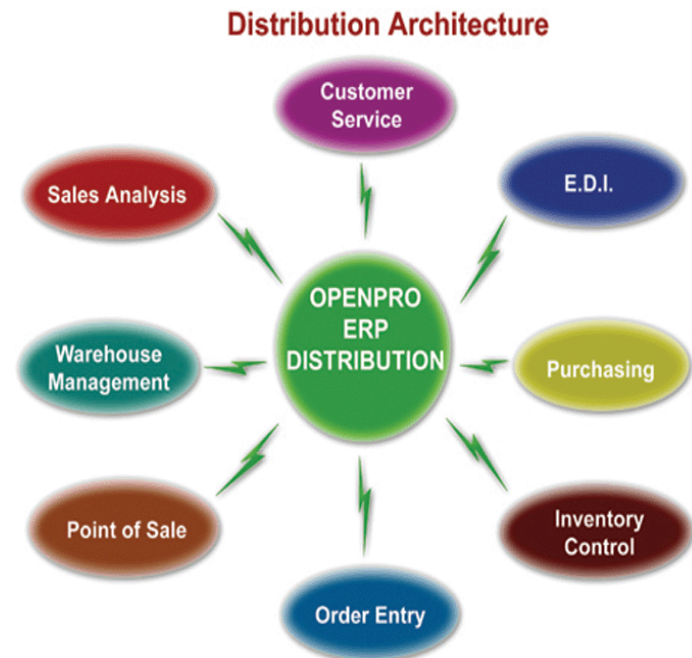 Distribution Architecture
Customer
Service
Sales Analysis
E.D.I.
OPENPRO
ERP
DISTRIBUTION
Warehouse
Management
Purchasing
Point of Sale
Inventory
Control
Order Entry